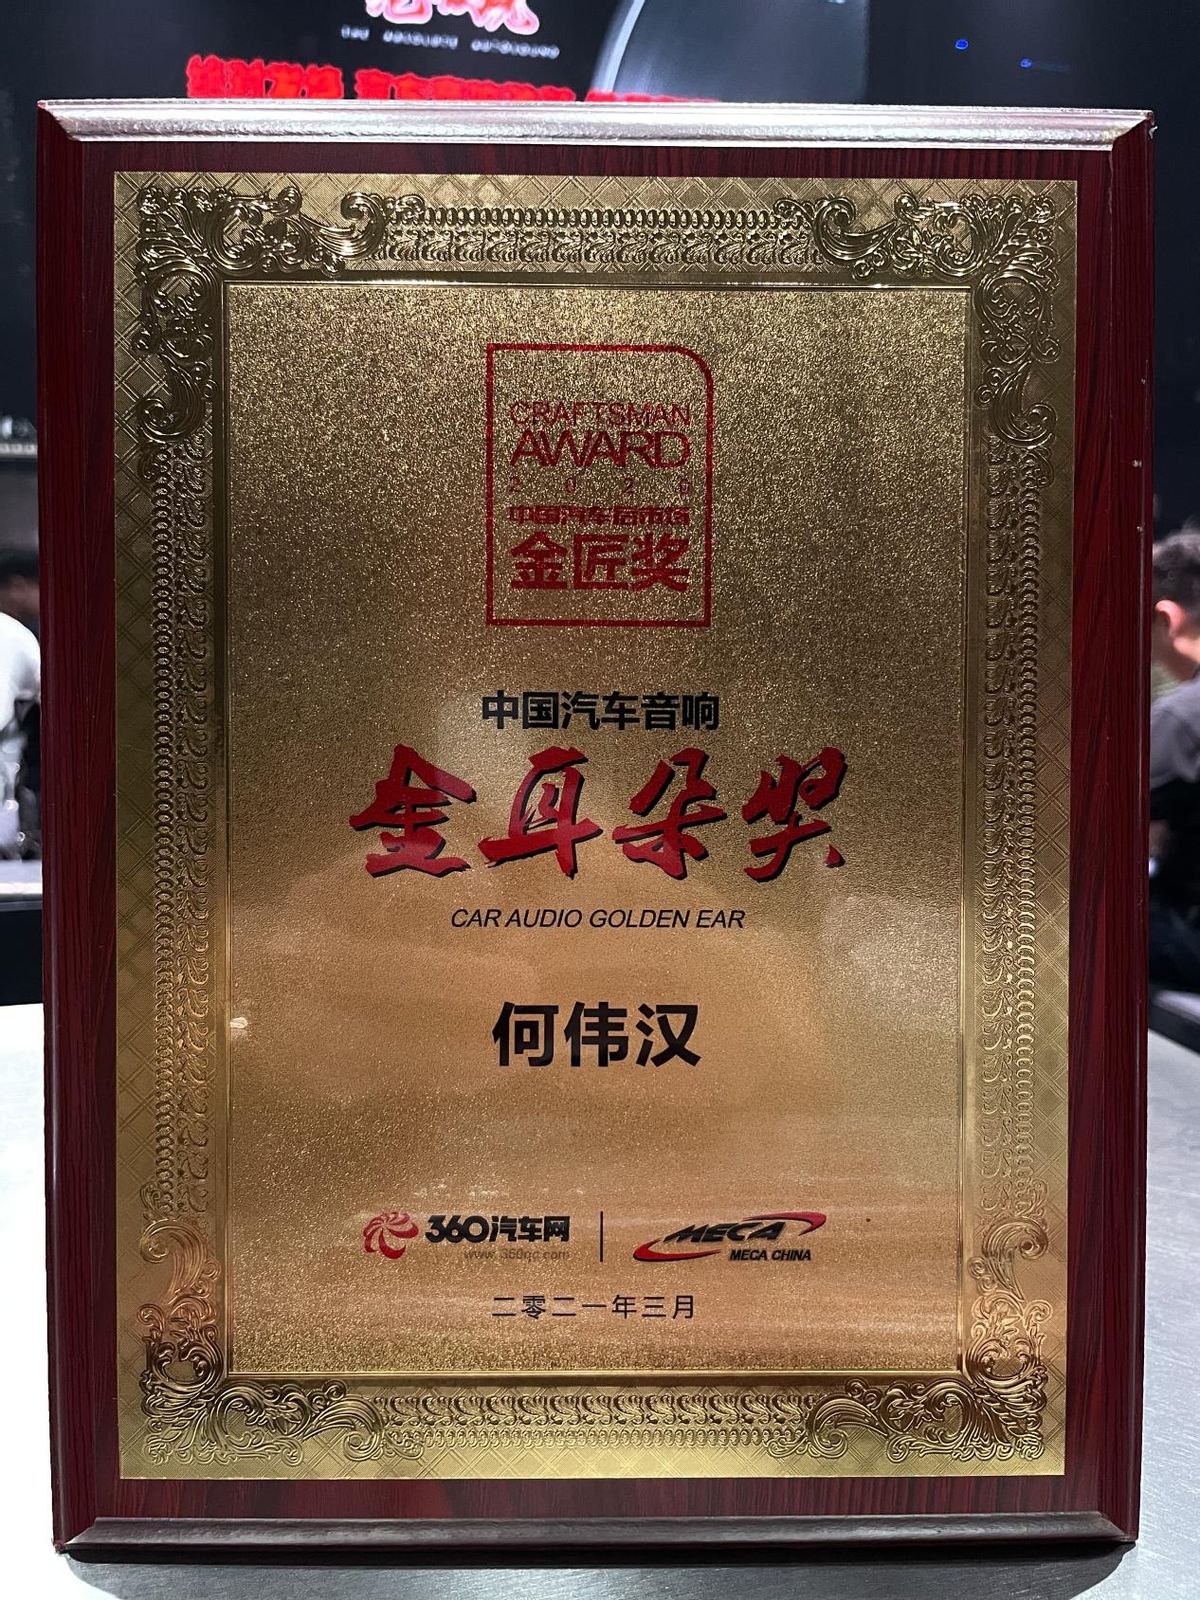 CRAFTSMAN
AWARD
2020
中国汽车后市场
金匠奖
中国汽车音响
金耳朵奖
CAR AUDIO GOLDEN EAR
何伟汉
360汽车网
www.360qc.com
MECA
MECA CHINA
二零二一年三月